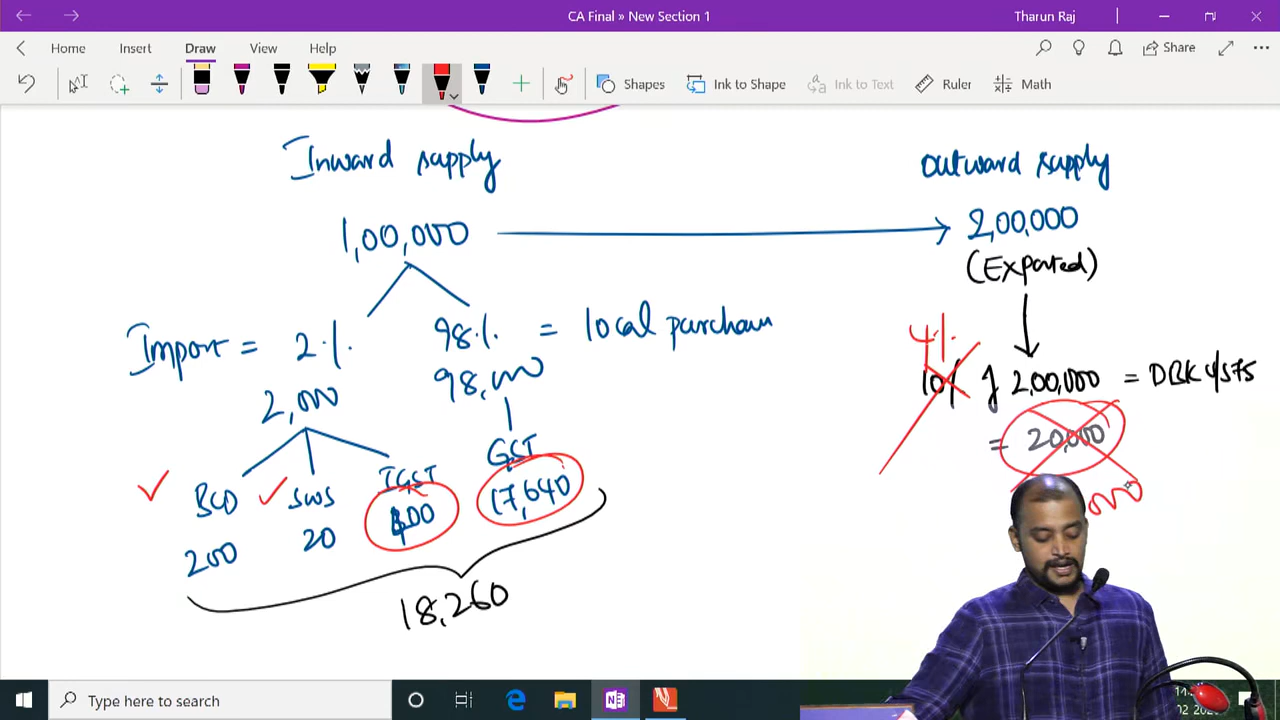 CA Final » New Section 1
Tharun Raj
Home Insert Draw View Help
Share
Shapes Ink to Shape Ink to Text Ruler Math
Inward supply
outward supply
1,00,000
2,00,000
(Exported)
Import = 2% 98% = local purchase
4%
2,000 98,000
10% of 2,00,000 = DBK u/s 75
= 20,000
BCD SWS IGST GST
200 20 400 17,640
18,260
Type here to search